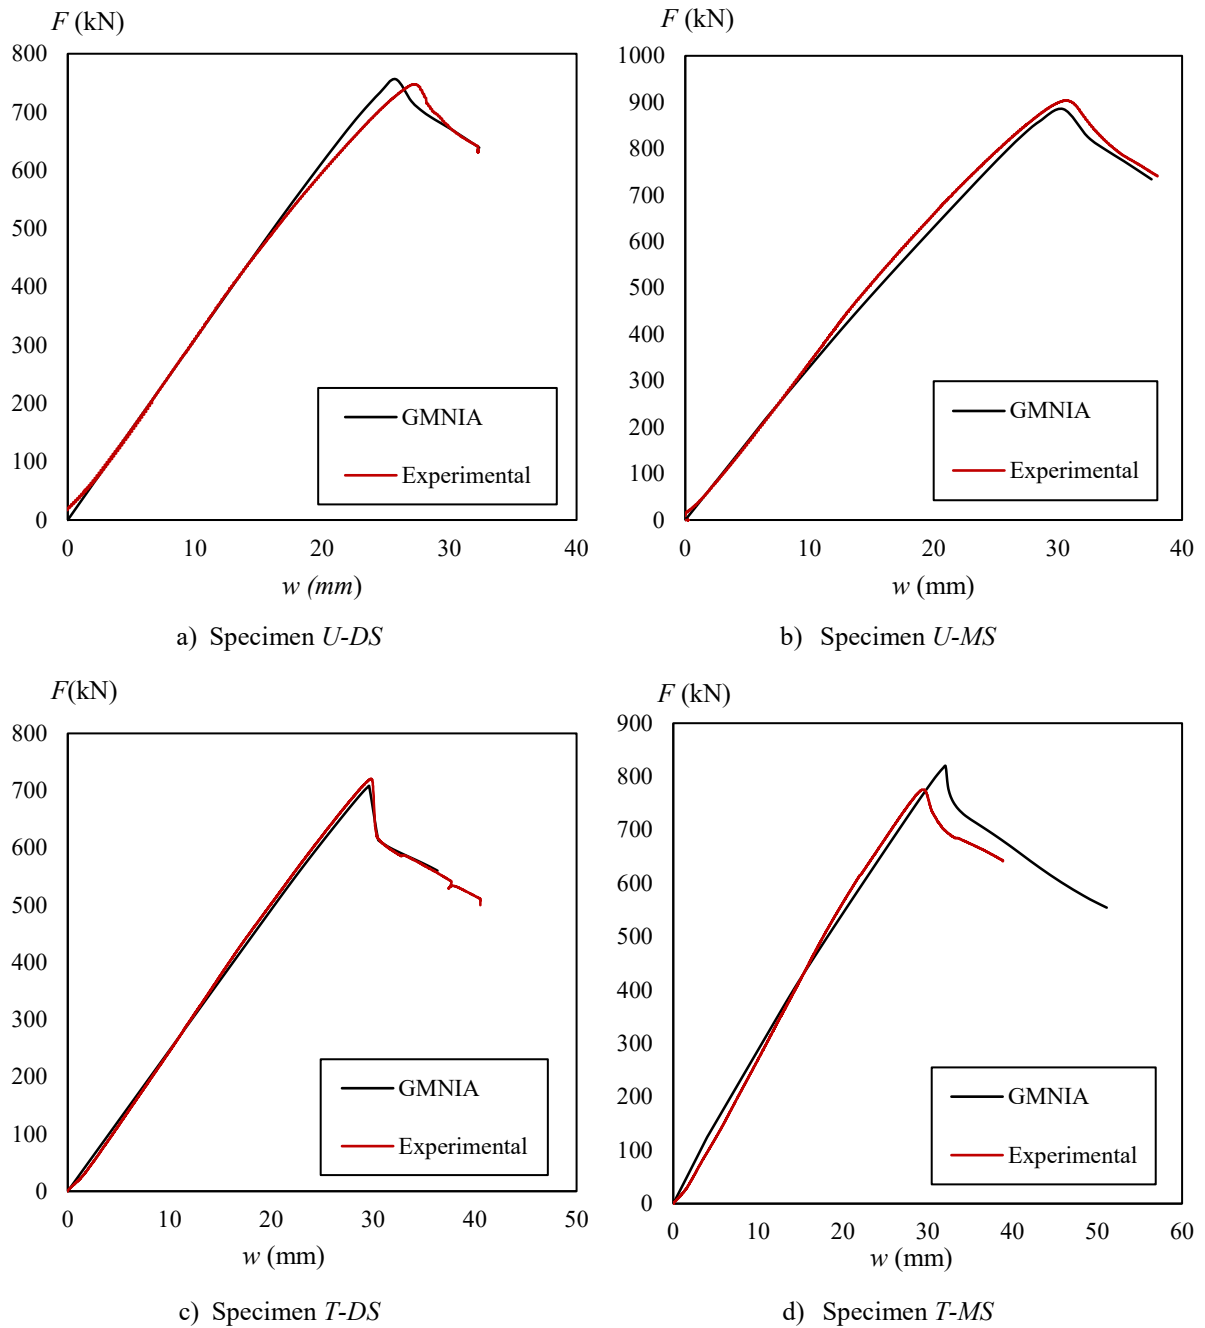 F (kN)
800
700
600
500
400
300
200
100
0
0 10 20 30 40
GMNIA
Experimental
w (mm)
a) Specimen U-DS
F (kN)
1000
900
800
700
600
500
400
300
200
100
0
0 10 20 30 40
GMNIA
Experimental
w (mm)
b) Specimen U-MS
F(kN)
800
700
600
500
400
300
200
100
0
0 10 20 30 40 50
GMNIA
Experimental
w (mm)
c) Specimen T-DS
F (kN)
900
800
700
600
500
400
300
200
100
0
0 10 20 30 40 50 60
GMNIA
Experimental
w (mm)
d) Specimen T-MS